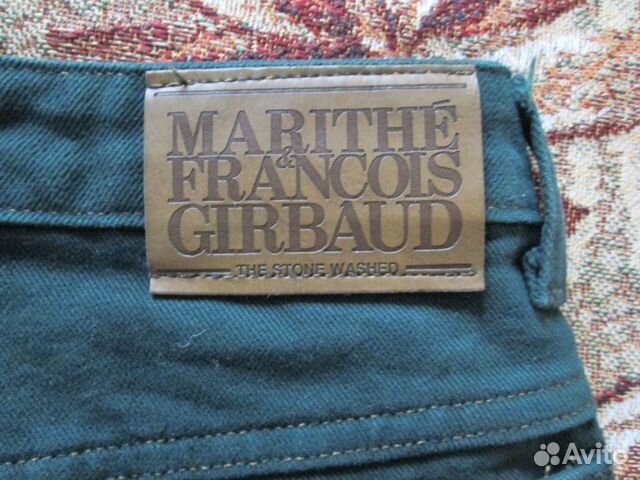 MARITHÉ
&
FRANCOIS
GIRBAUD
THE STONE WASHED
Avito